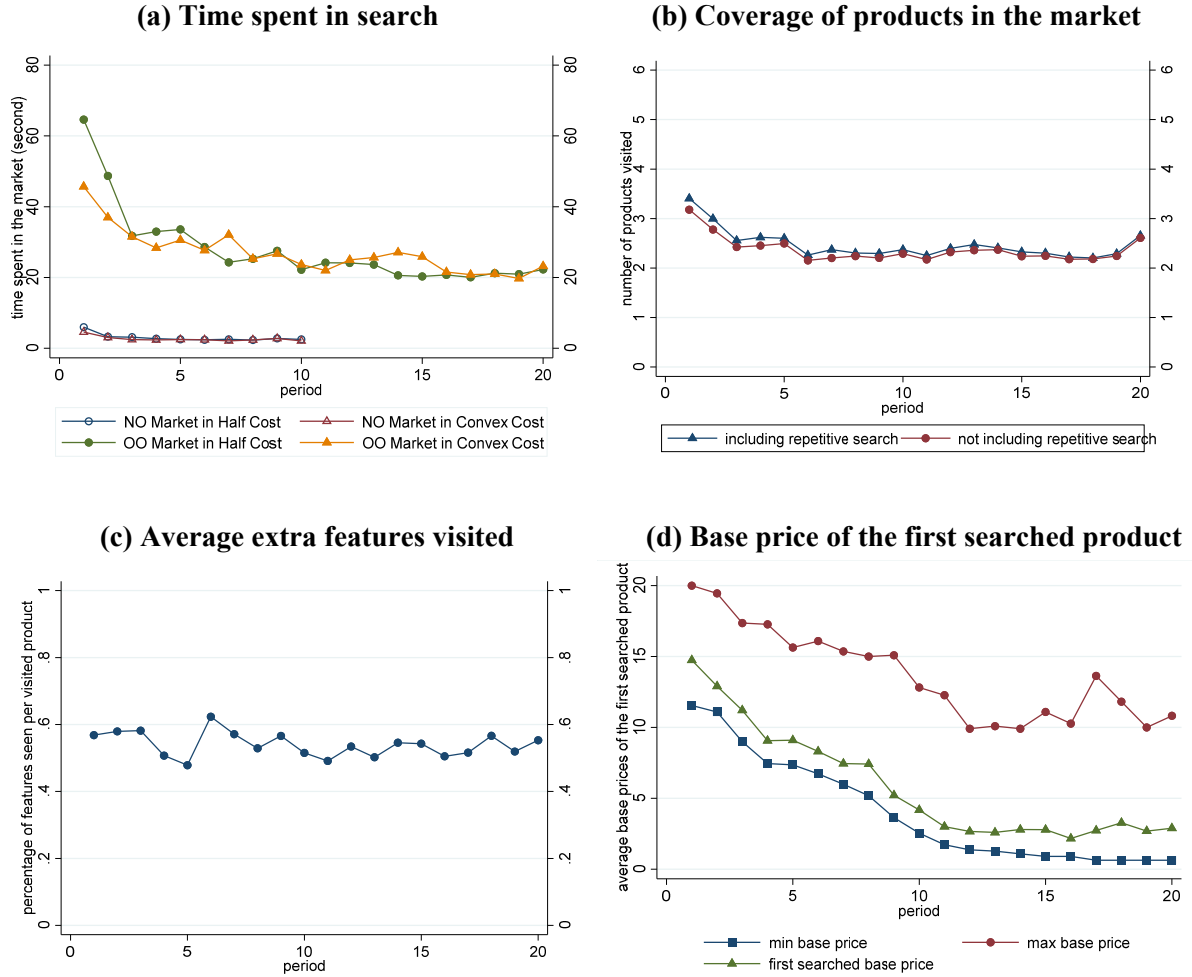 (a) Time spent in search
time spent in the market (second)
0 20 40 60 80
0 20 40 60 80
0 5 10 15 20
period
NO Market in Half Cost NO Market in Convex Cost
OO Market in Half Cost OO Market in Convex Cost
(b) Coverage of products in the market
number of products visited
0 1 2 3 4 5 6
0 1 2 3 4 5 6
0 5 10 15 20
period
including repetitive search not including repetitive search
(c) Average extra features visited
percentage of features seen per visited product
0 .2 .4 .6 .8 1
0 .2 .4 .6 .8 1
0 5 10 15 20
period
(d) Base price of the first searched product
average base prices of the first searched product
0 5 10 15 20
0 5 10 15 20
period
min base price max base price
first searched base price